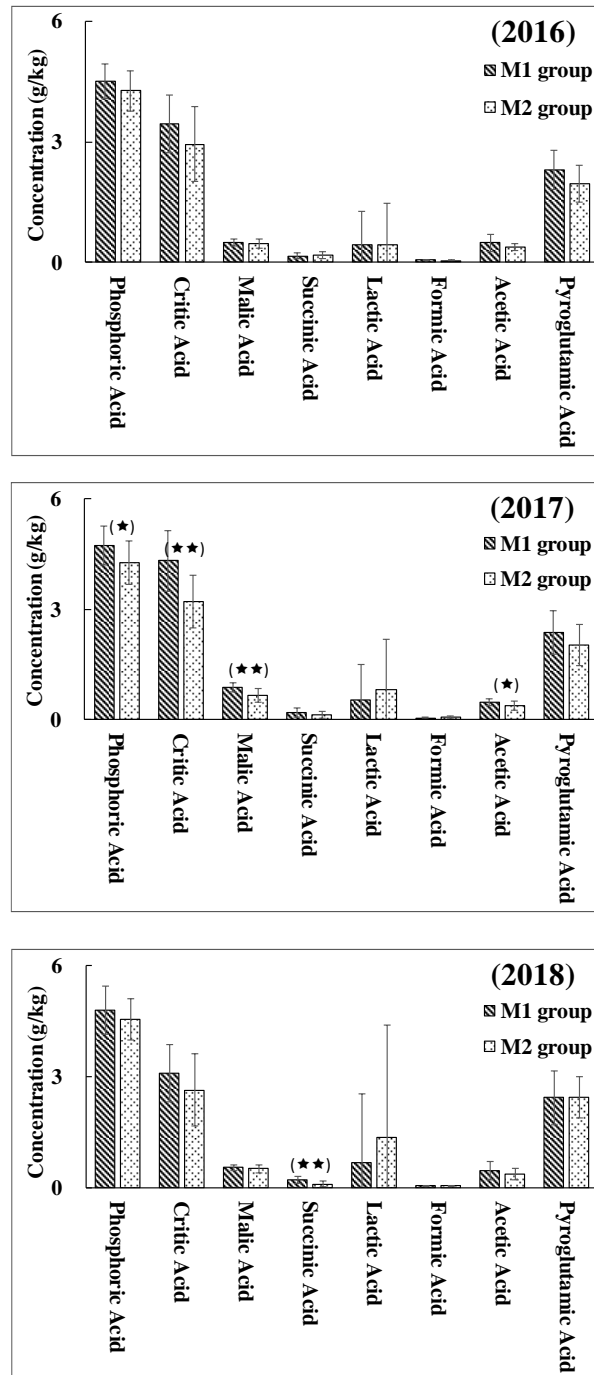 (2016)
M1 group
M2 group
Concentration (g/kg)
6
3
0
Phosphoric Acid
Critic Acid
Malic Acid
Succinic Acid
Lactic Acid
Formic Acid
Acetic Acid
Pyroglutamic Acid
(2017)
M1 group
M2 group
Concentration (g/kg)
6
3
0
(★)
(★★)
(★★)
(★)
Phosphoric Acid
Critic Acid
Malic Acid
Succinic Acid
Lactic Acid
Formic Acid
Acetic Acid
Pyroglutamic Acid
(2018)
M1 group
M2 group
Concentration (g/kg)
6
3
0
(★★)
Phosphoric Acid
Critic Acid
Malic Acid
Succinic Acid
Lactic Acid
Formic Acid
Acetic Acid
Pyroglutamic Acid